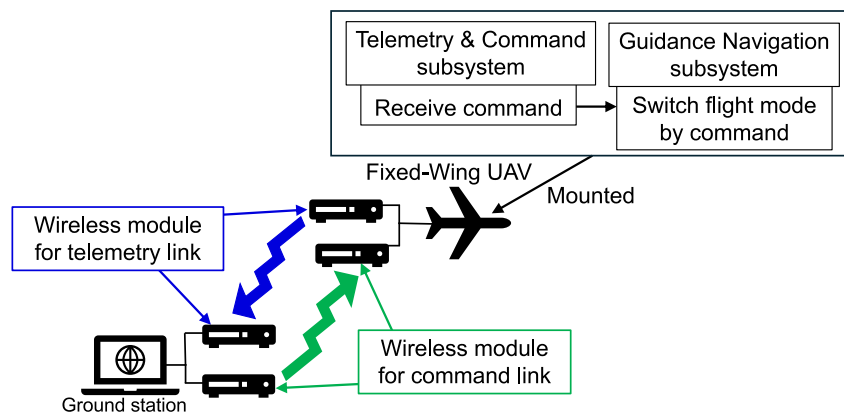 Telemetry & Command
subsystem
Receive command
Guidance Navigation
subsystem
Switch flight mode
by command
Fixed-Wing UAV
Mounted
Wireless module
for telemetry link
Wireless module
for command link
Ground station